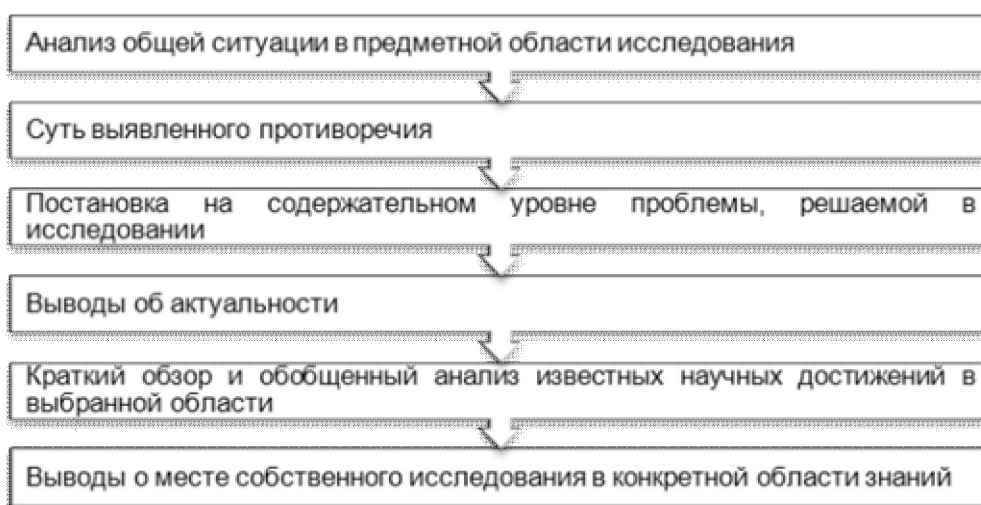 Анализ общей ситуации в предметной области исследования
Суть выявленного противоречия
Постановка на содержательном уровне проблемы, решаемой в
исследовании
Выводы об актуальности
Краткий обзор и обобщенный анализ известных научных достижений в
выбранной области
Выводы о месте собственного исследования в конкретной области знаний